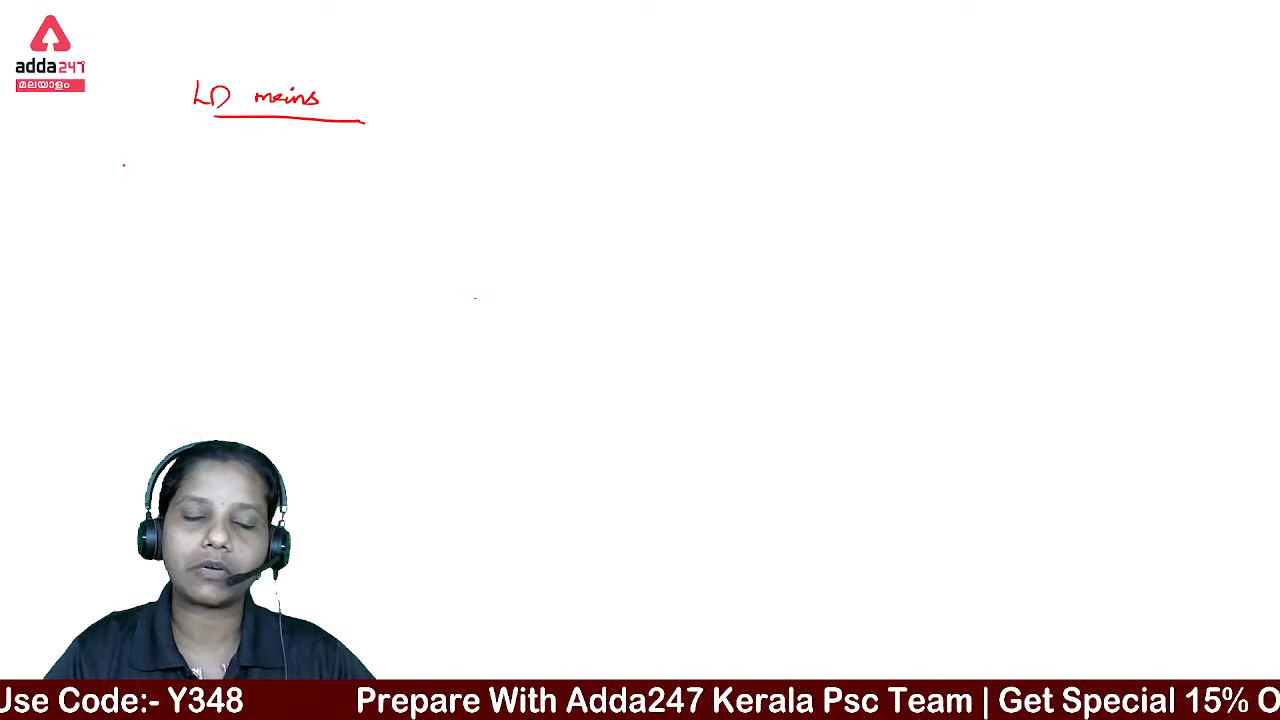 adda247
മലയാളം
LD mains
Use Code:- Y348 Prepare With Adda247 Kerala Psc Team | Get Special 15% O